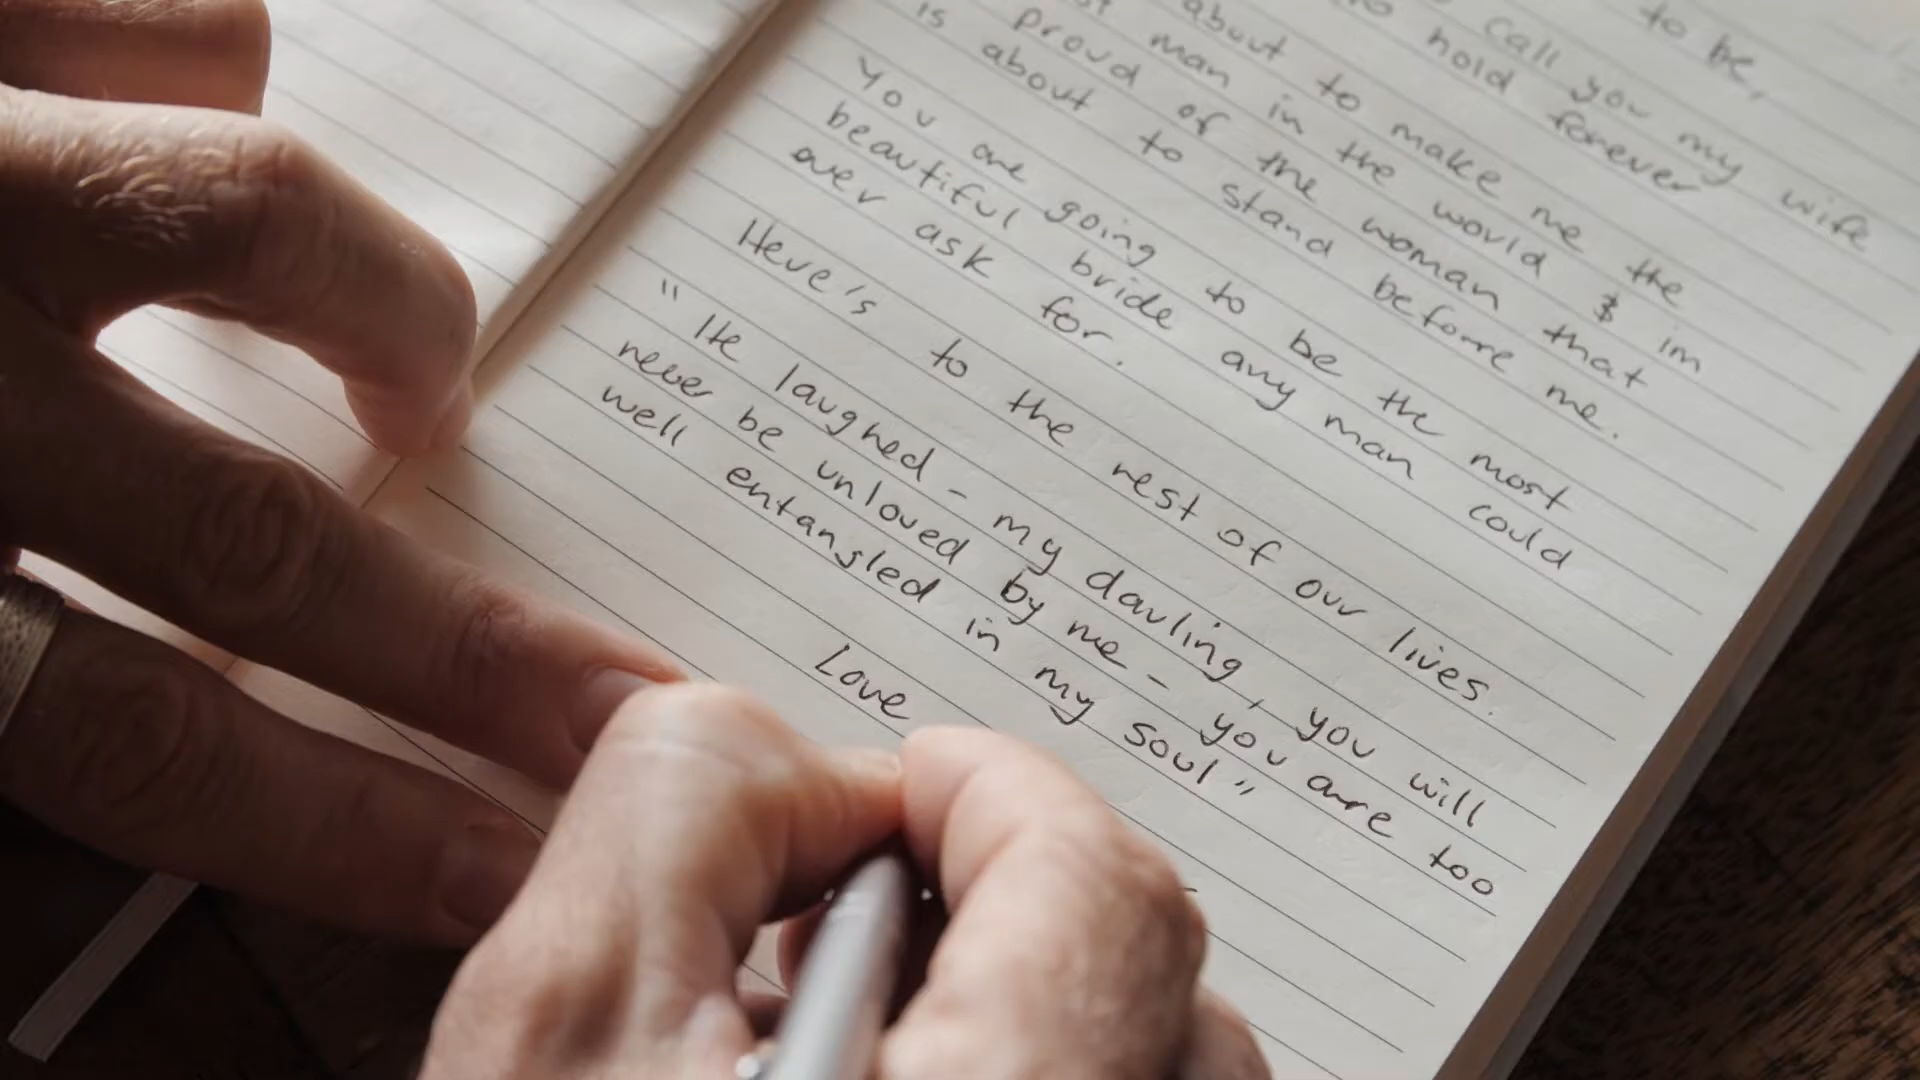 to be,
call you my wife
to hold forever
about to make me the
man in the world & im
proud of the woman that
is about to stand before me.
You are going to be the most
beautiful bride any man could
ever ask for.
Here's to the rest of our lives.
"He laughed - my darling, you will
never be unloved by me - you are too
well entangled in my soul"
Love